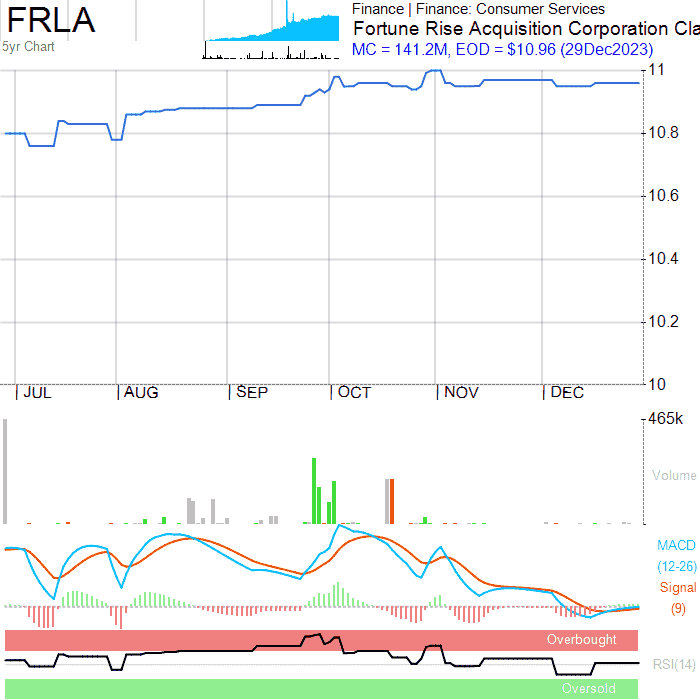 FRLA
5yr Chart
Finance | Finance: Consumer Services
Fortune Rise Acquisition Corporation Cla
MC = 141.2M, EOD = $10.96 (29Dec2023)
11
10.8
10.6
10.4
10.2
10
JUL AUG SEP OCT NOV DEC
465k
Volume
MACD
(12-26)
Signal
(9)
Overbought
RSI(14)
Oversold